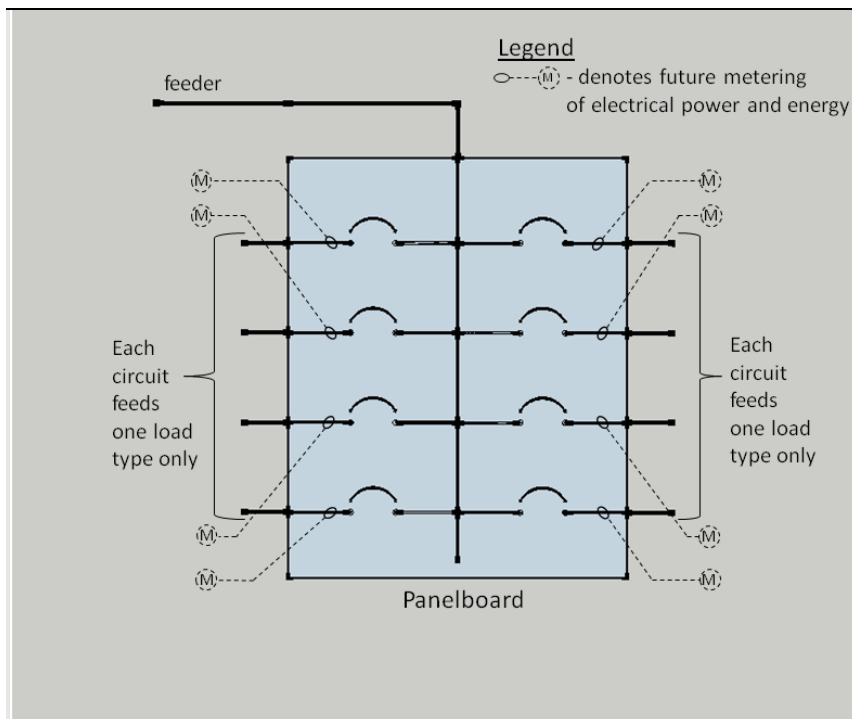 Legend
feeder
M - denotes future metering
of electrical power and energy
M
M
M
M
Each
circuit
feeds
one load
type only
Each
circuit
feeds
one load
type only
M
M
M
M
Panelboard